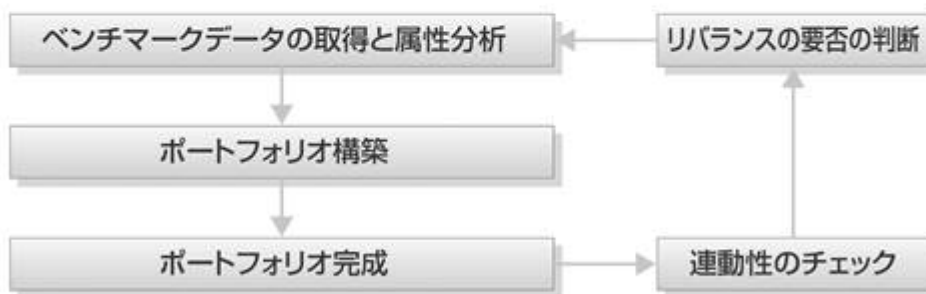 ベンチマークデータの取得と属性分析
リバランスの要否の判断
ポートフォリオ構築
ポートフォリオ完成
連動性のチェック